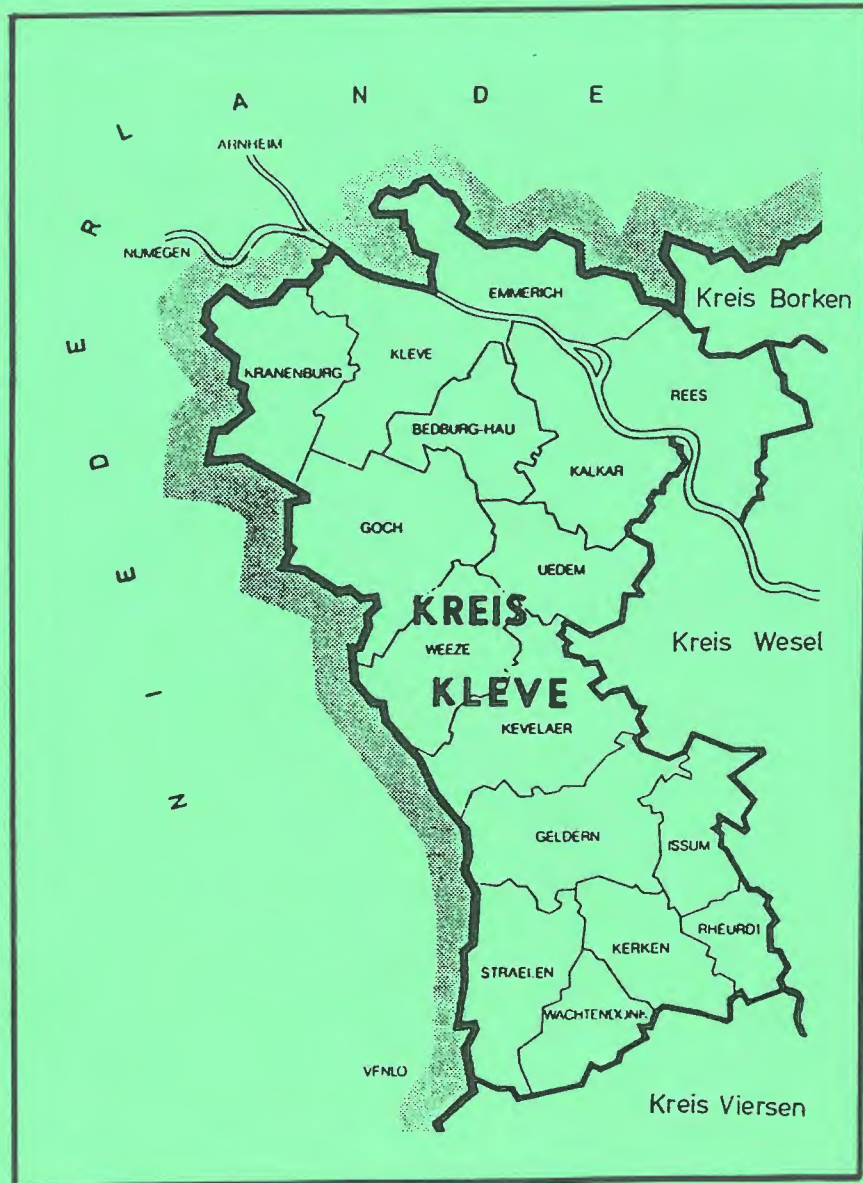 N I E D E R L A N D E
ARNHEIM
NIJMEGEN
EMMERICH
Kreis Borken
KRANENBURG
KLEVE
REES
BEDBURG-HAU
KALKAR
GOCH
UEDEM
KREIS
WEEZE
Kreis Wesel
KLEVE
KEVELAER
GELDERN
ISSUM
RHEURDT
KERKEN
STRAELEN
WACHTENDONK
VENLO
Kreis Viersen